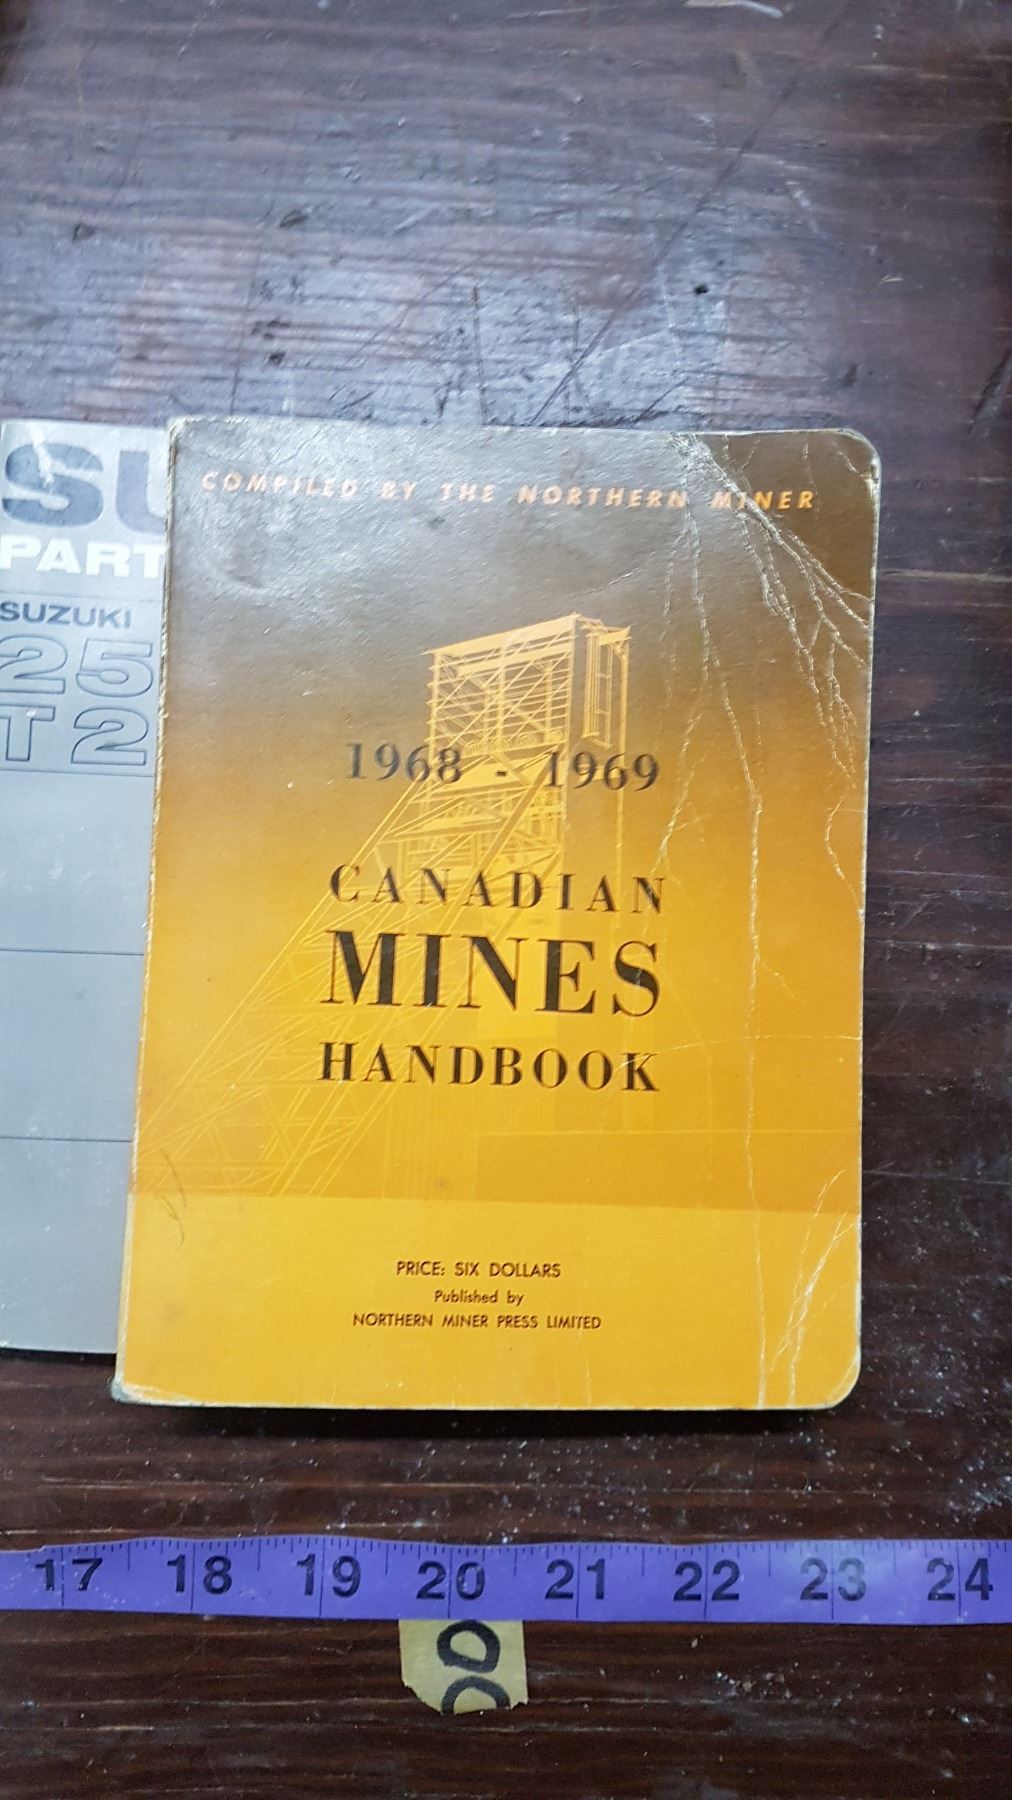 SU
PART
SUZUKI
25
T2
COMPILED BY THE NORTHERN MINER
1968 - 1969
CANADIAN
MINES
HANDBOOK
PRICE: SIX DOLLARS
Published by
NORTHERN MINER PRESS LIMITED
17 18 19 20 21 22 23 24